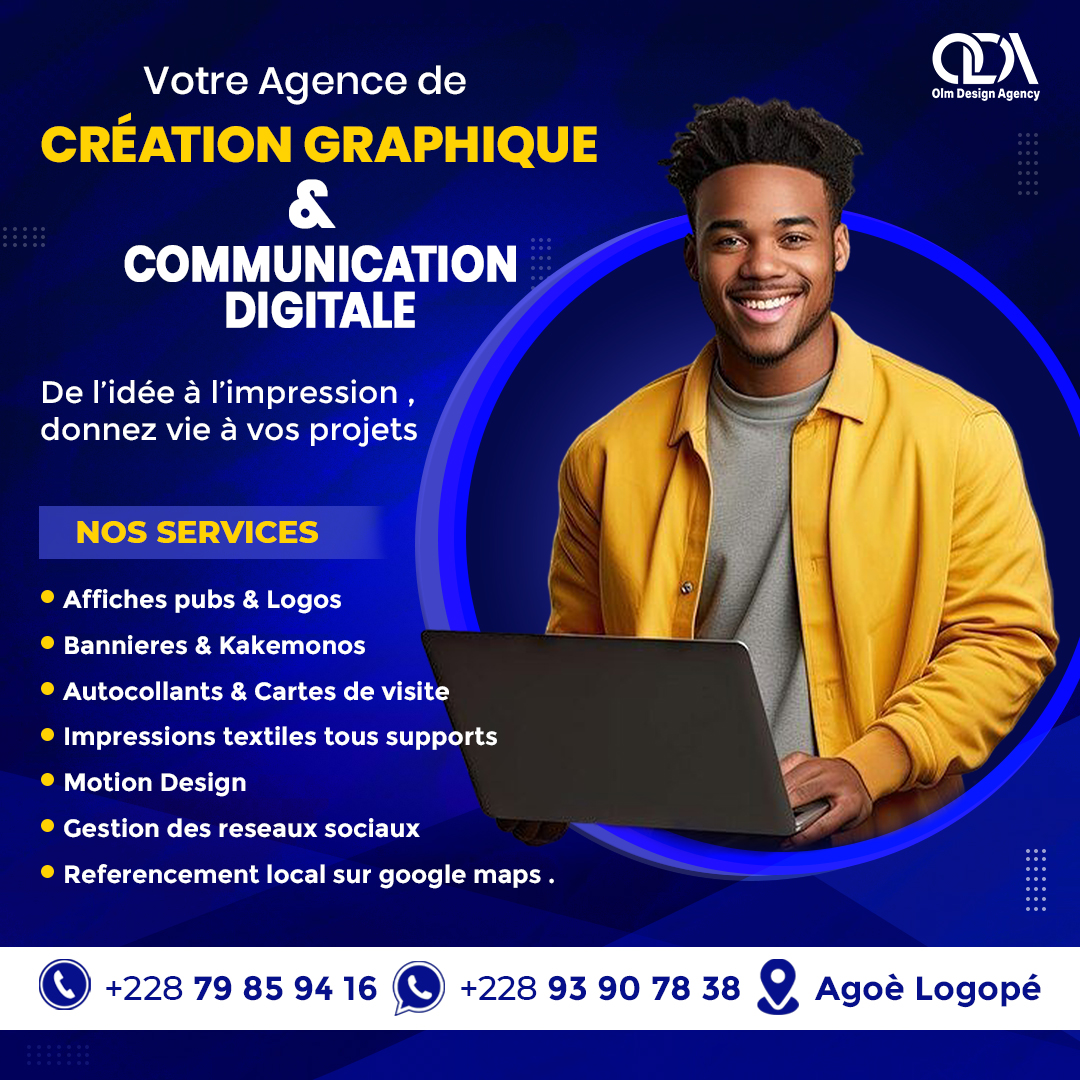 Votre Agence de
CRÉATION GRAPHIQUE
&
COMMUNICATION
DIGITALE
De l’idée à l’impression ,
donnez vie à vos projets
NOS SERVICES
Affiches pubs & Logos
Bannieres & Kakemonos
Autocollants & Cartes de visite
Impressions textiles tous supports
Motion Design
Gestion des reseaux sociaux
Referencement local sur google maps .
ODA
Olm Design Agency
+228 79 85 94 16
+228 93 90 78 38
Agoè Logopé